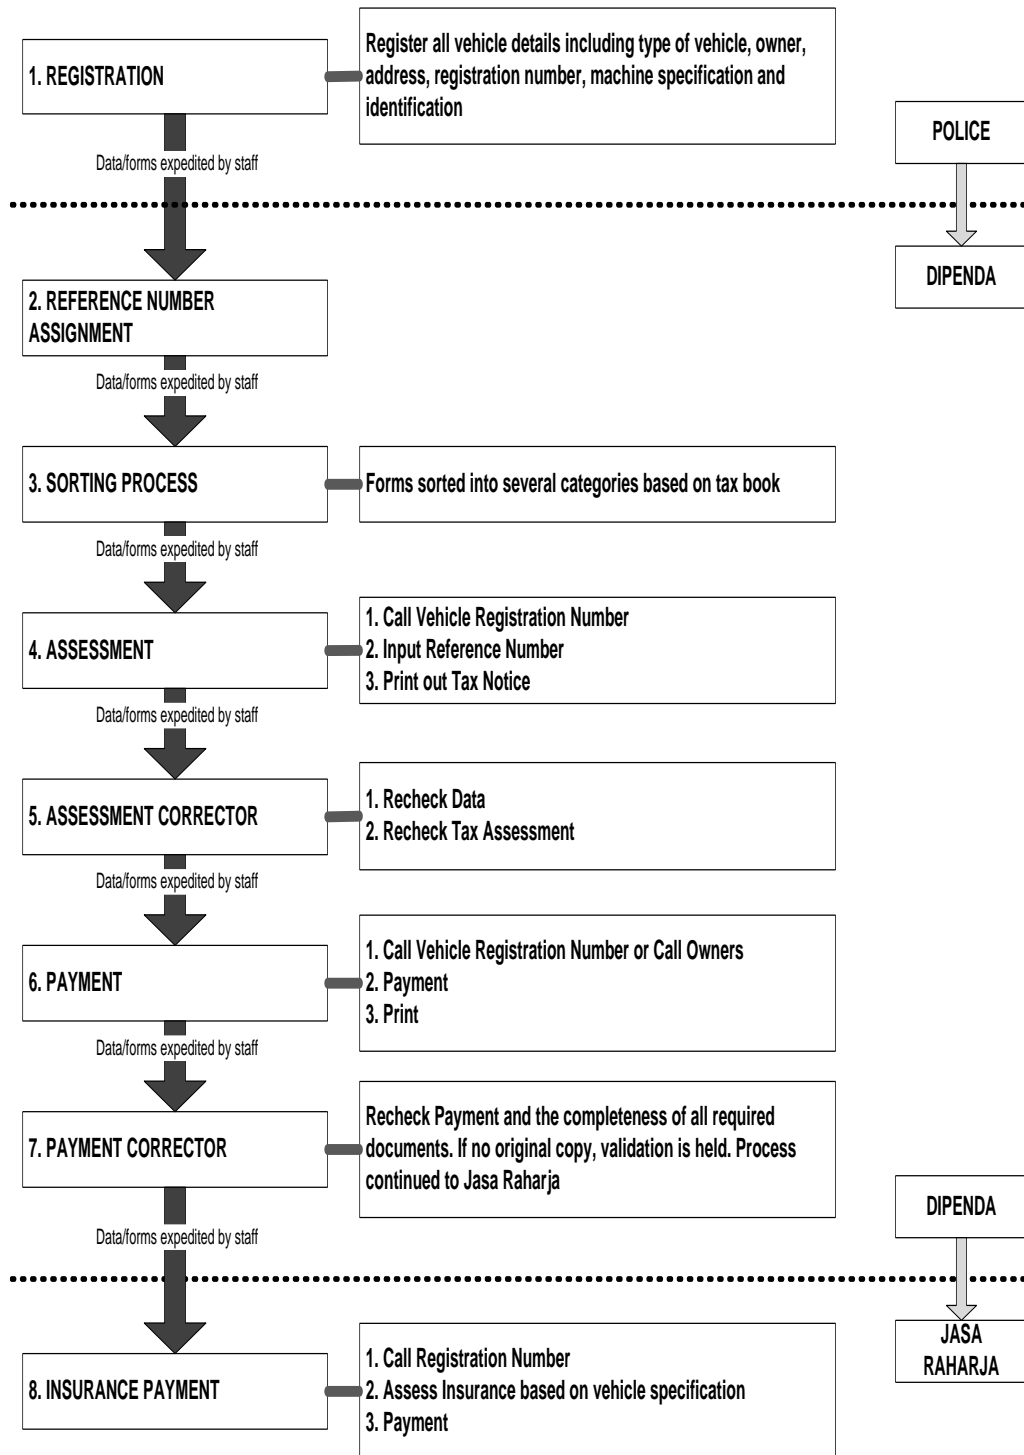 1. REGISTRATION
Register all vehicle details including type of vehicle, owner,
address, registration number, machine specification and
identification
POLICE
Data/forms expedited by staff
DIPENDA
2. REFERENCE NUMBER
ASSIGNMENT
Data/forms expedited by staff
3. SORTING PROCESS
Forms sorted into several categories based on tax book
Data/forms expedited by staff
4. ASSESSMENT
1. Call Vehicle Registration Number
2. Input Reference Number
3. Print out Tax Notice
Data/forms expedited by staff
5. ASSESSMENT CORRECTOR
1. Recheck Data
2. Recheck Tax Assessment
Data/forms expedited by staff
6. PAYMENT
1. Call Vehicle Registration Number or Call Owners
2. Payment
3. Print
Data/forms expedited by staff
7. PAYMENT CORRECTOR
Recheck Payment and the completeness of all required
documents. If no original copy, validation is held. Process
continued to Jasa Raharja
DIPENDA
Data/forms expedited by staff
JASA
RAHARJA
8. INSURANCE PAYMENT
1. Call Registration Number
2. Assess Insurance based on vehicle specification
3. Payment